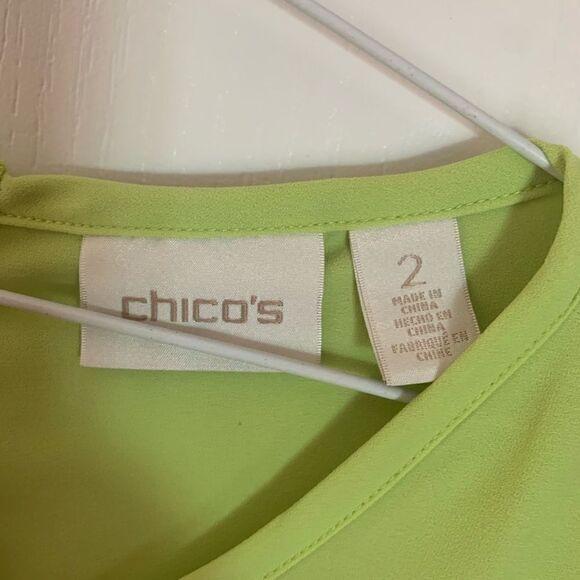 chico's
2
MADE IN
CHINA
HECHO EN
CHINA
FABRIQUÉ EN
CHINE